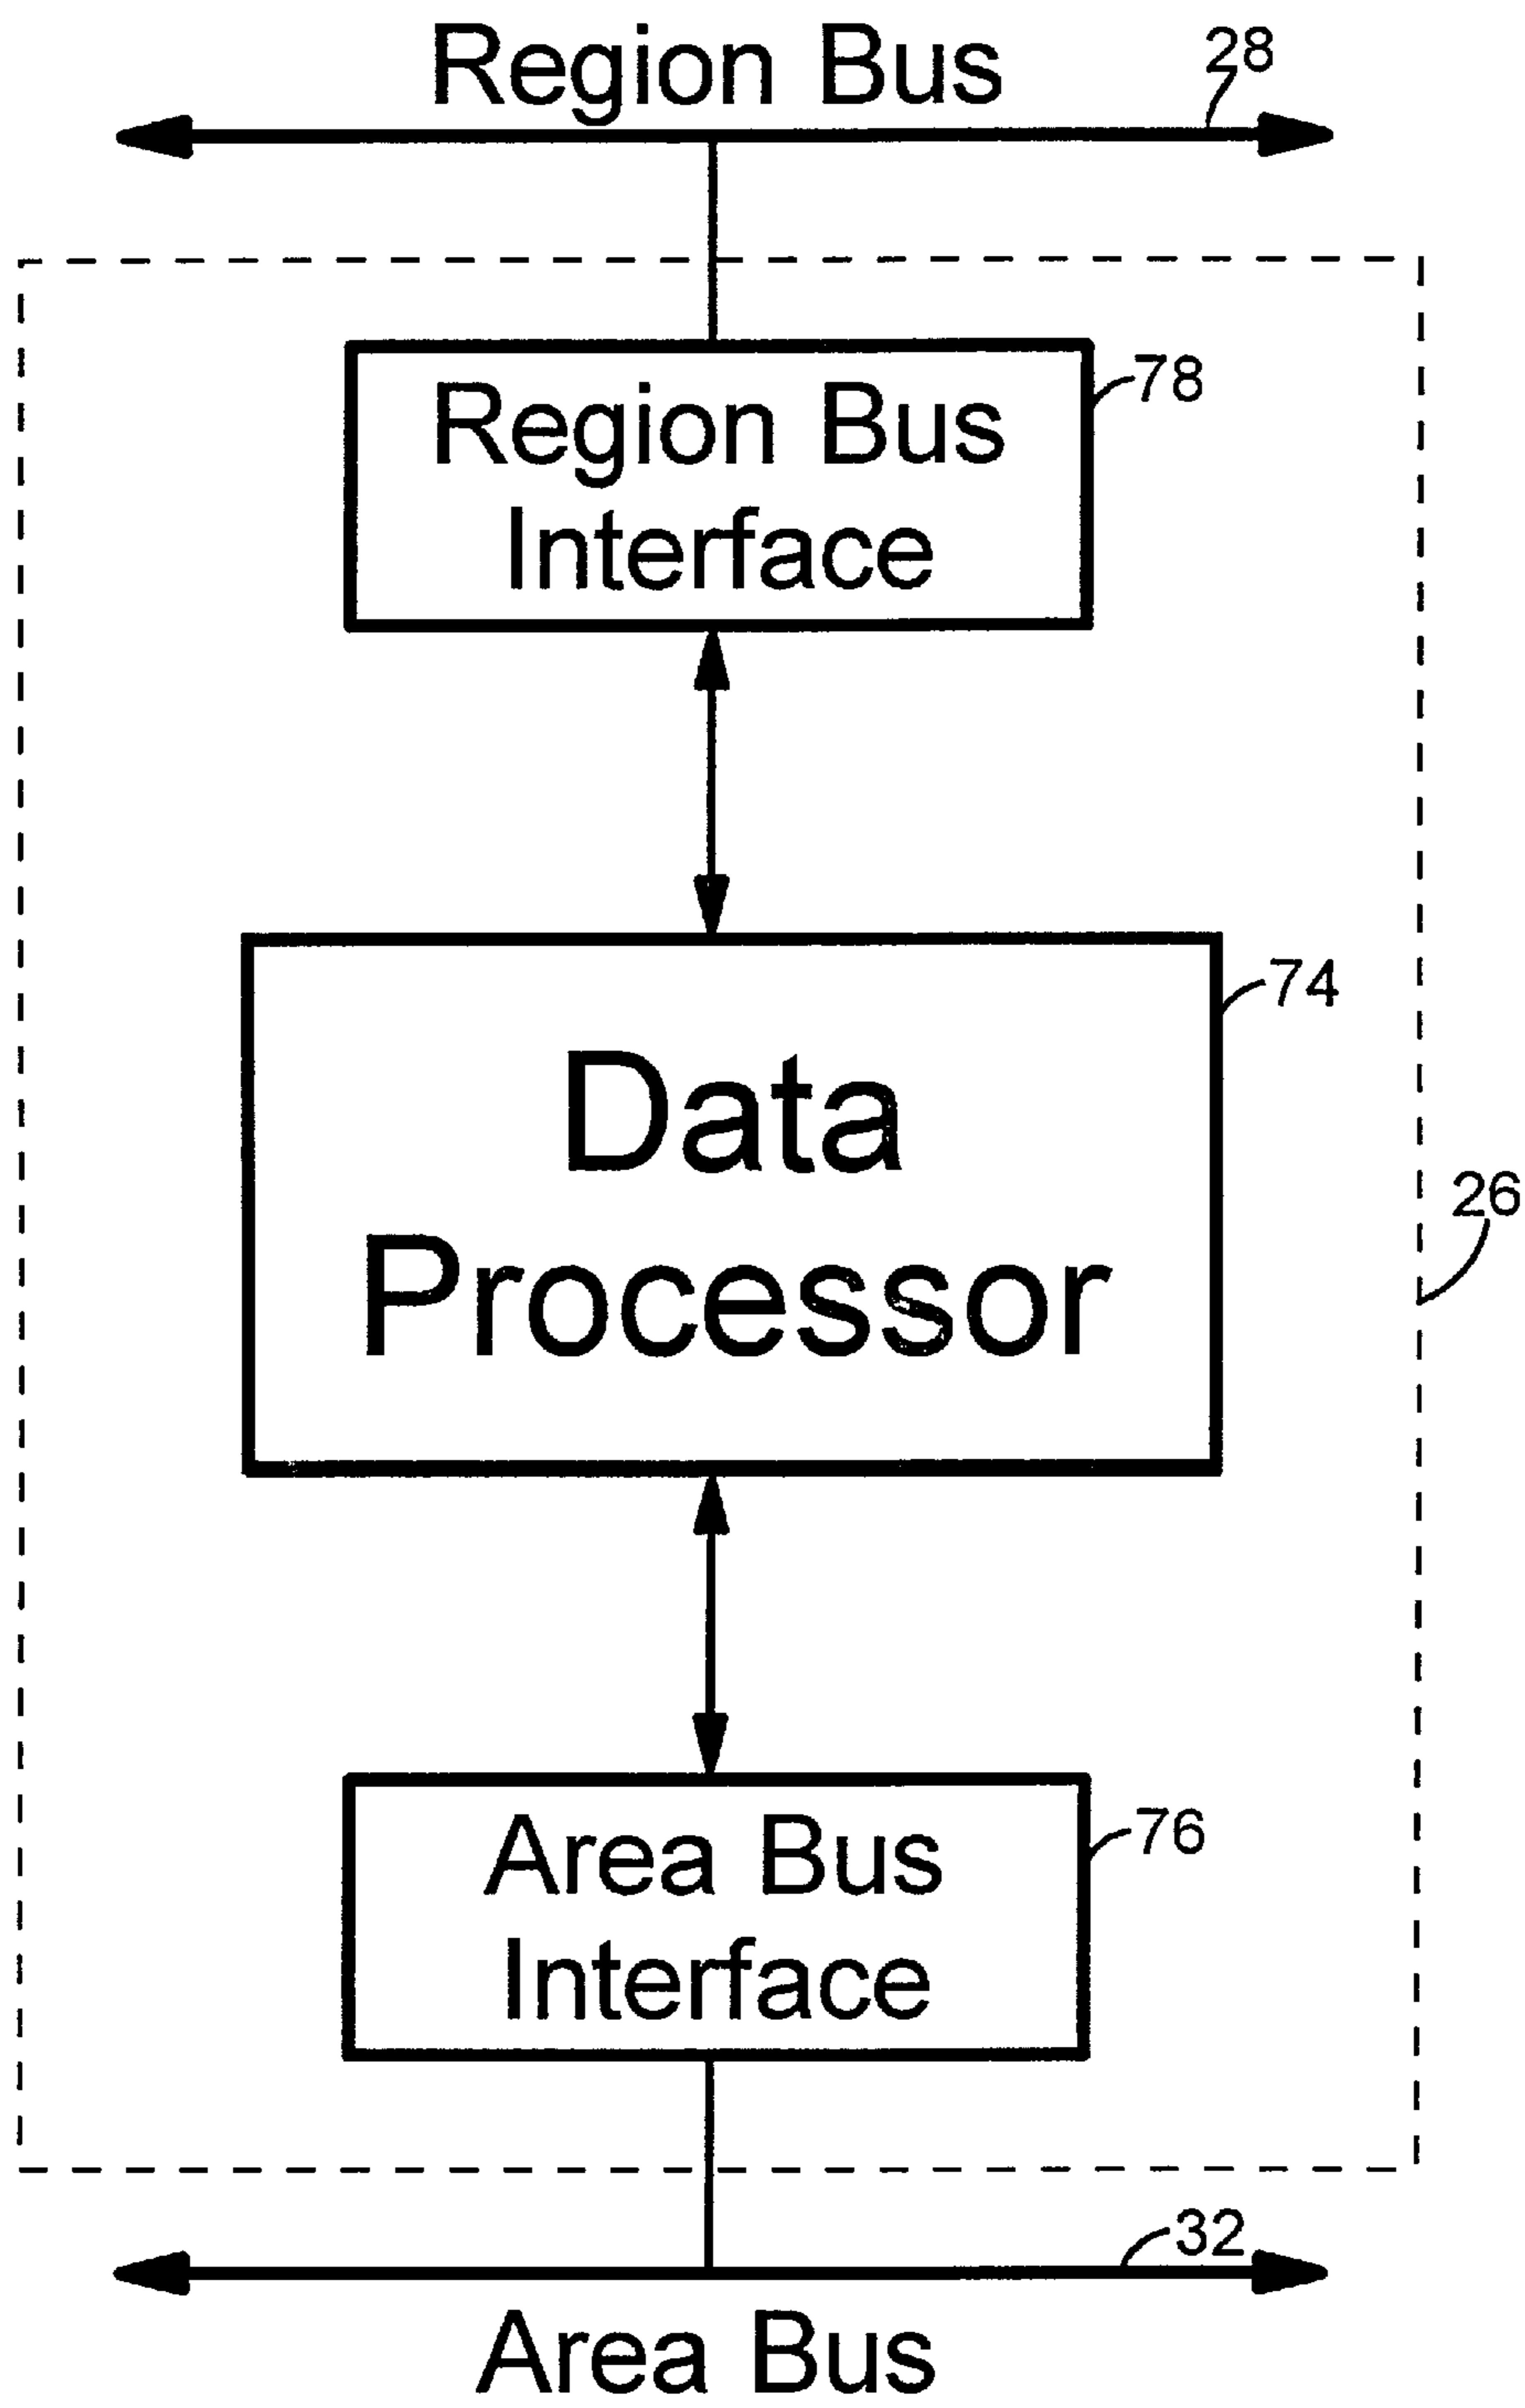 Region Bus
28
Region Bus
Interface
78
Data
Processor
74
26
Area Bus
Interface
76
32
Area Bus